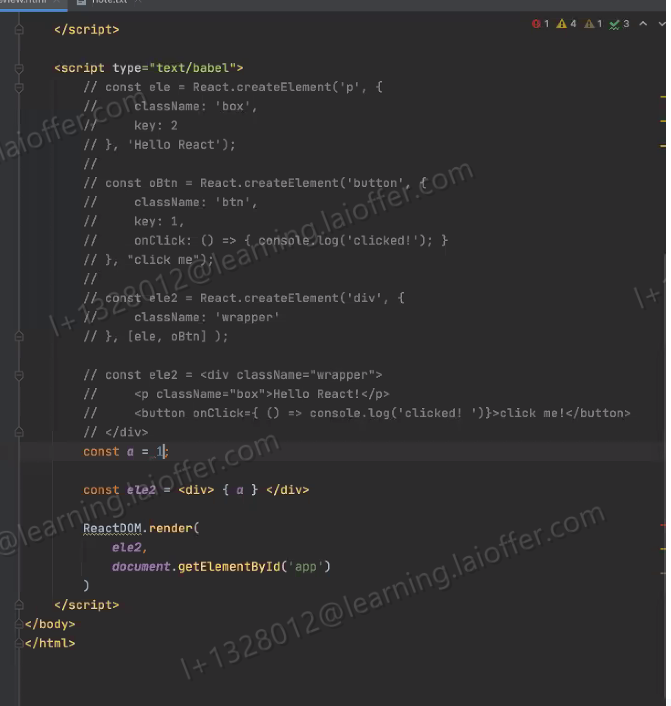 view.html note.txt
1 4 1 3
</script>
<script type="text/babel">
// const ele = React.createElement('p', {
//     className: 'box',
//     key: 2
// }, 'Hello React');
//
// const oBtn = React.createElement('button', {
//     className: 'btn',
//     key: 1,
//     onClick: () => { console.log('clicked!'); }
// }, "click me");
//
// const ele2 = React.createElement('div', {
//     className: 'wrapper'
// }, [ele, oBtn] );
// const ele2 = <div className="wrapper">
//     <p className="box">Hello React!</p>
//     <button onClick={ () => console.log('clicked! ')}>click me!</button>
// </div>
const a = 1;
const ele2 = <div> { a } </div>
ReactDOM.render(
    ele2,
    document.getElementById('app')
)
</script>
</body>
</html>
laioffer.com
l+1328012@learning.laioffer.com
l+
@learning.laioffer.com
l+1328012@learning.laioffer.com